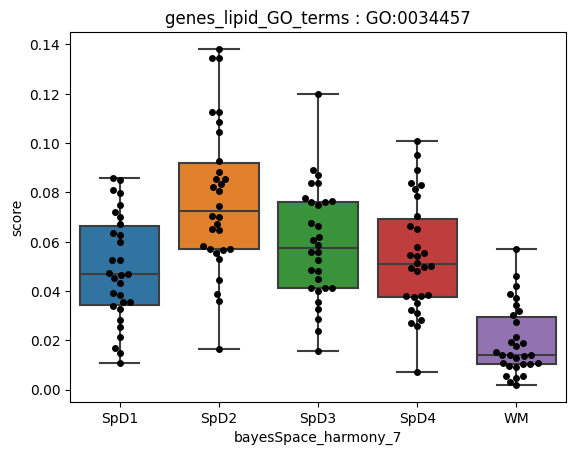 genes_lipid_GO_terms : GO:0034457
0.14
0.12
0.10
0.08
0.06
0.04
0.02
0.00
score
SpD1 SpD2 SpD3 SpD4 WM
bayesSpace_harmony_7